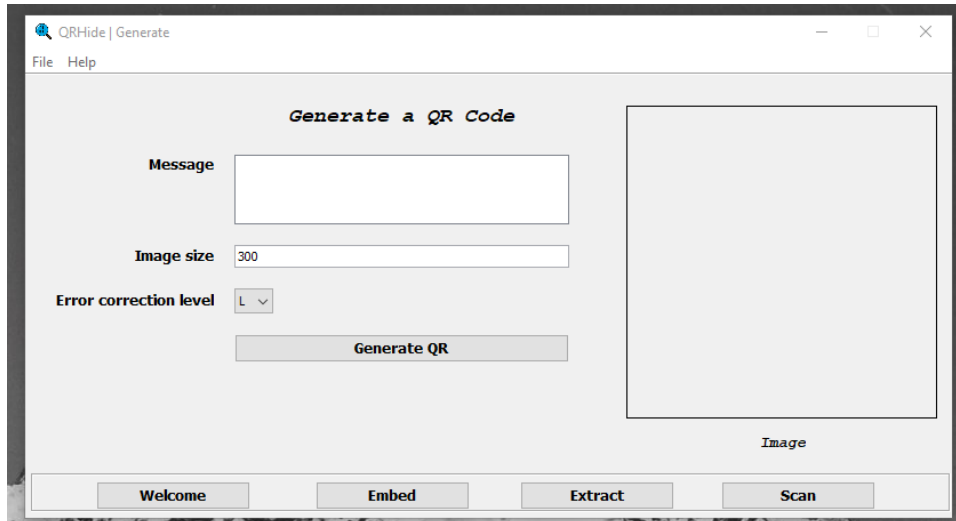 QRHide | Generate
File Help
Generate a QR Code
Message
Image size 300
Error correction level L
Generate QR
Image
Welcome Embed Extract Scan